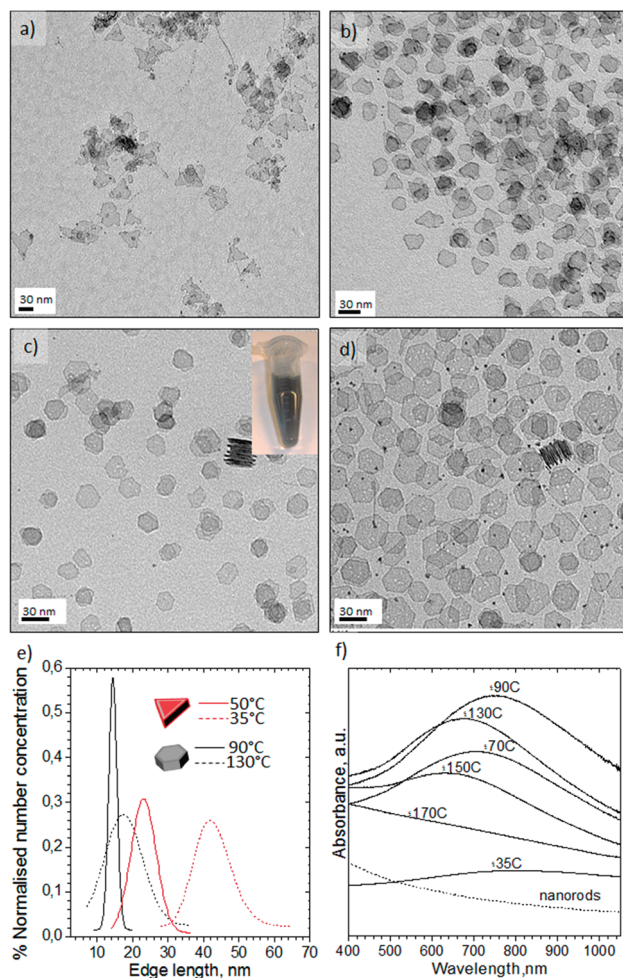 a)
b)
30 nm
30 nm
c)
d)
30 nm
30 nm
e)
f)
0,6
0,5
0,4
0,3
0,2
0,1
0,0
% Normalised number concentration
50°C
35°C
90°C
130°C
10 20 30 40 50 60 70
Edge length, nm
Absorbance, a.u.
90C
130C
70C
150C
170C
35C
nanorods
400 500 600 700 800 900 1000
Wavelength,nm